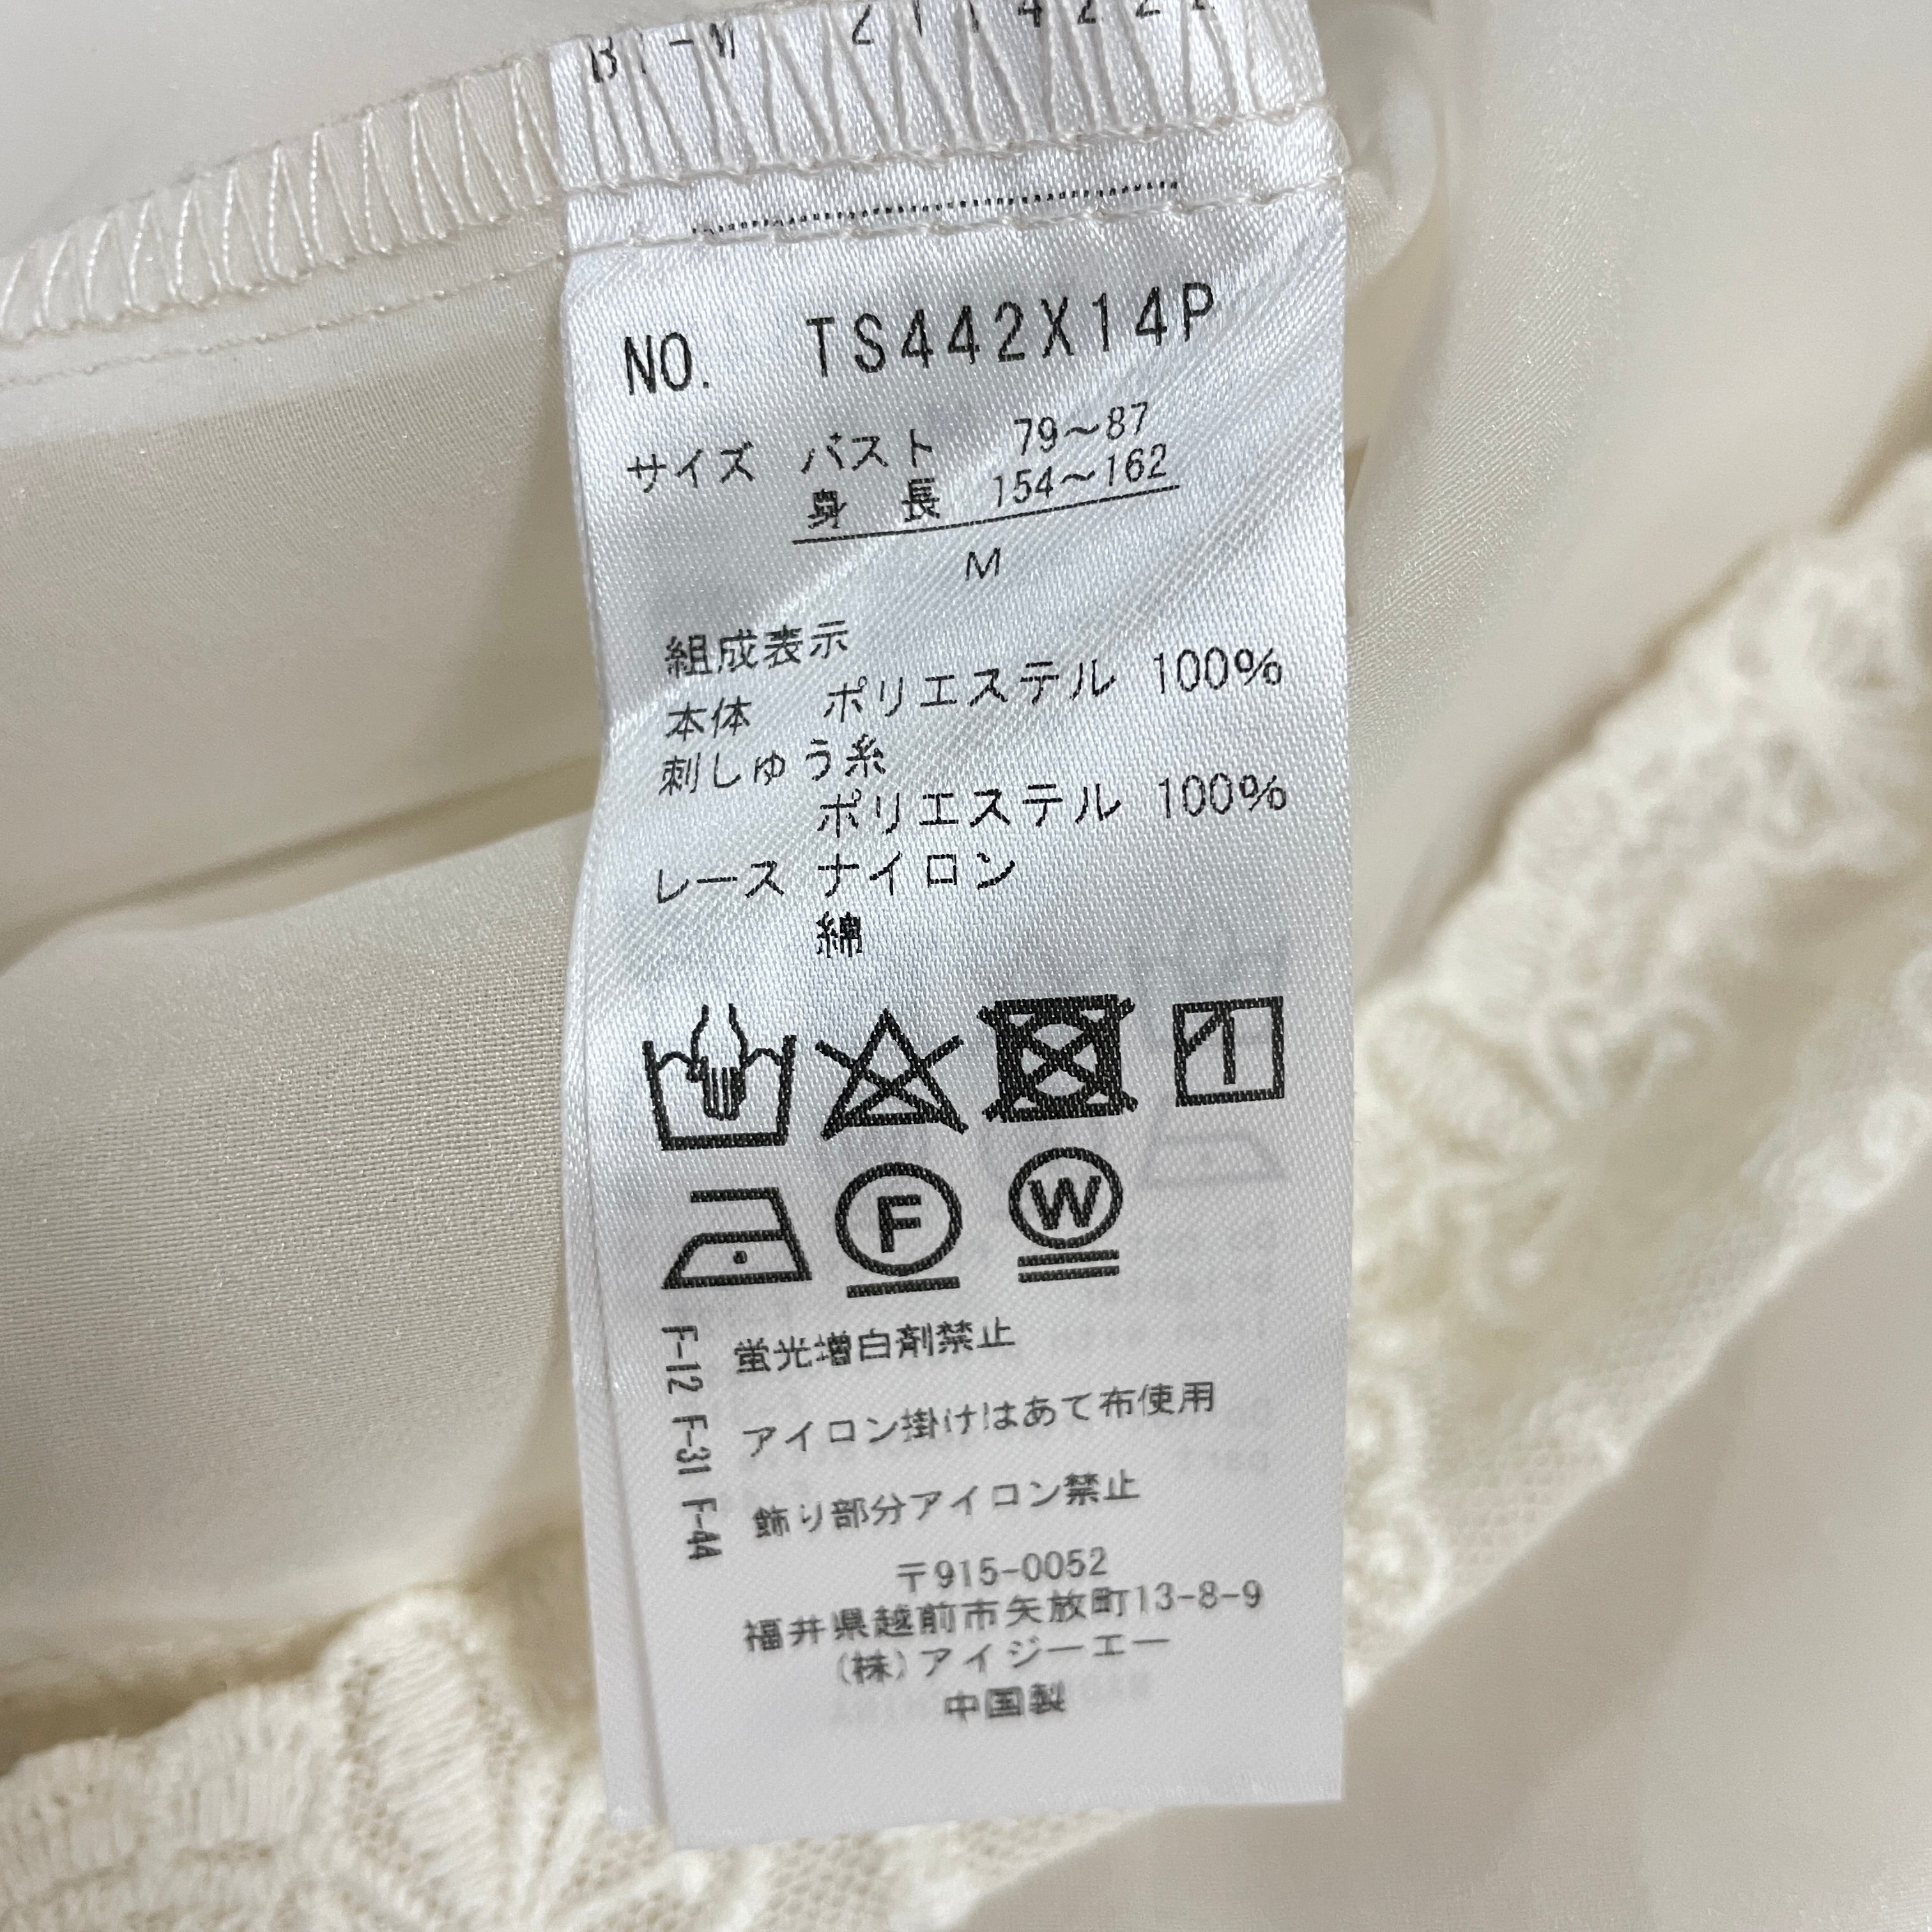 NO. TS442X14P
サイズ バスト 79〜87
身 長 154〜162
M
組成表示
本体 ポリエステル 100%
刺しゅう糸
ポリエステル 100%
レース ナイロン
綿
F
W
F-12 F-31 F-44
蛍光増白剤禁止
アイロン掛けはあて布使用
飾り部分アイロン禁止
〒915-0052
福井県越前市矢放町13-8-9
(株)アイジーエー
中国製